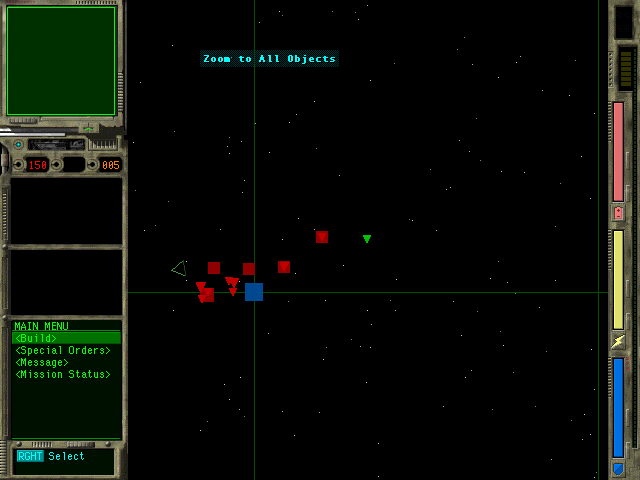 Zoom to All Objects
150
005
MAIN MENU
<Build>
<Special Orders>
<Message>
<Mission Status>
RGHT Select